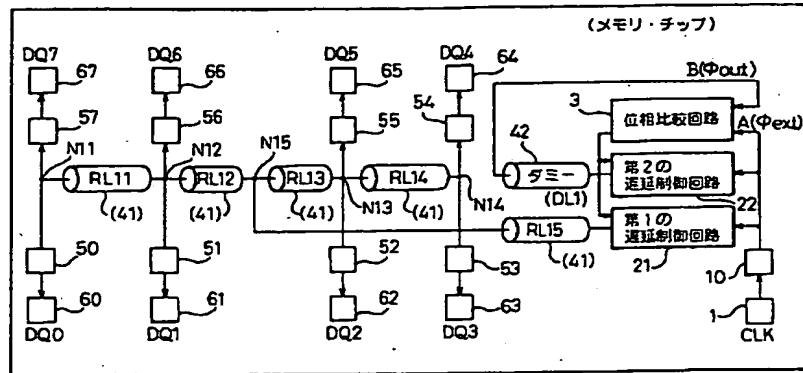 (メモリ・チップ)
DQ7 DQ6 DQ5 DQ4
67 66 65 64
B(Φout)
57 56 55 54
3 位相比較回路 A(Φext)
N11 N12 N15 42
RL11 RL12 RL13 RL14 ダミー 第2の遅延制御回路
(41) (41) (41) N13 (41) N14 (DL1) 22
RL15 第1の遅延制御回路
(41) 21
50 51 52 53 10
60 61 62 63 1
DQ0 DQ1 DQ2 DQ3 CLK